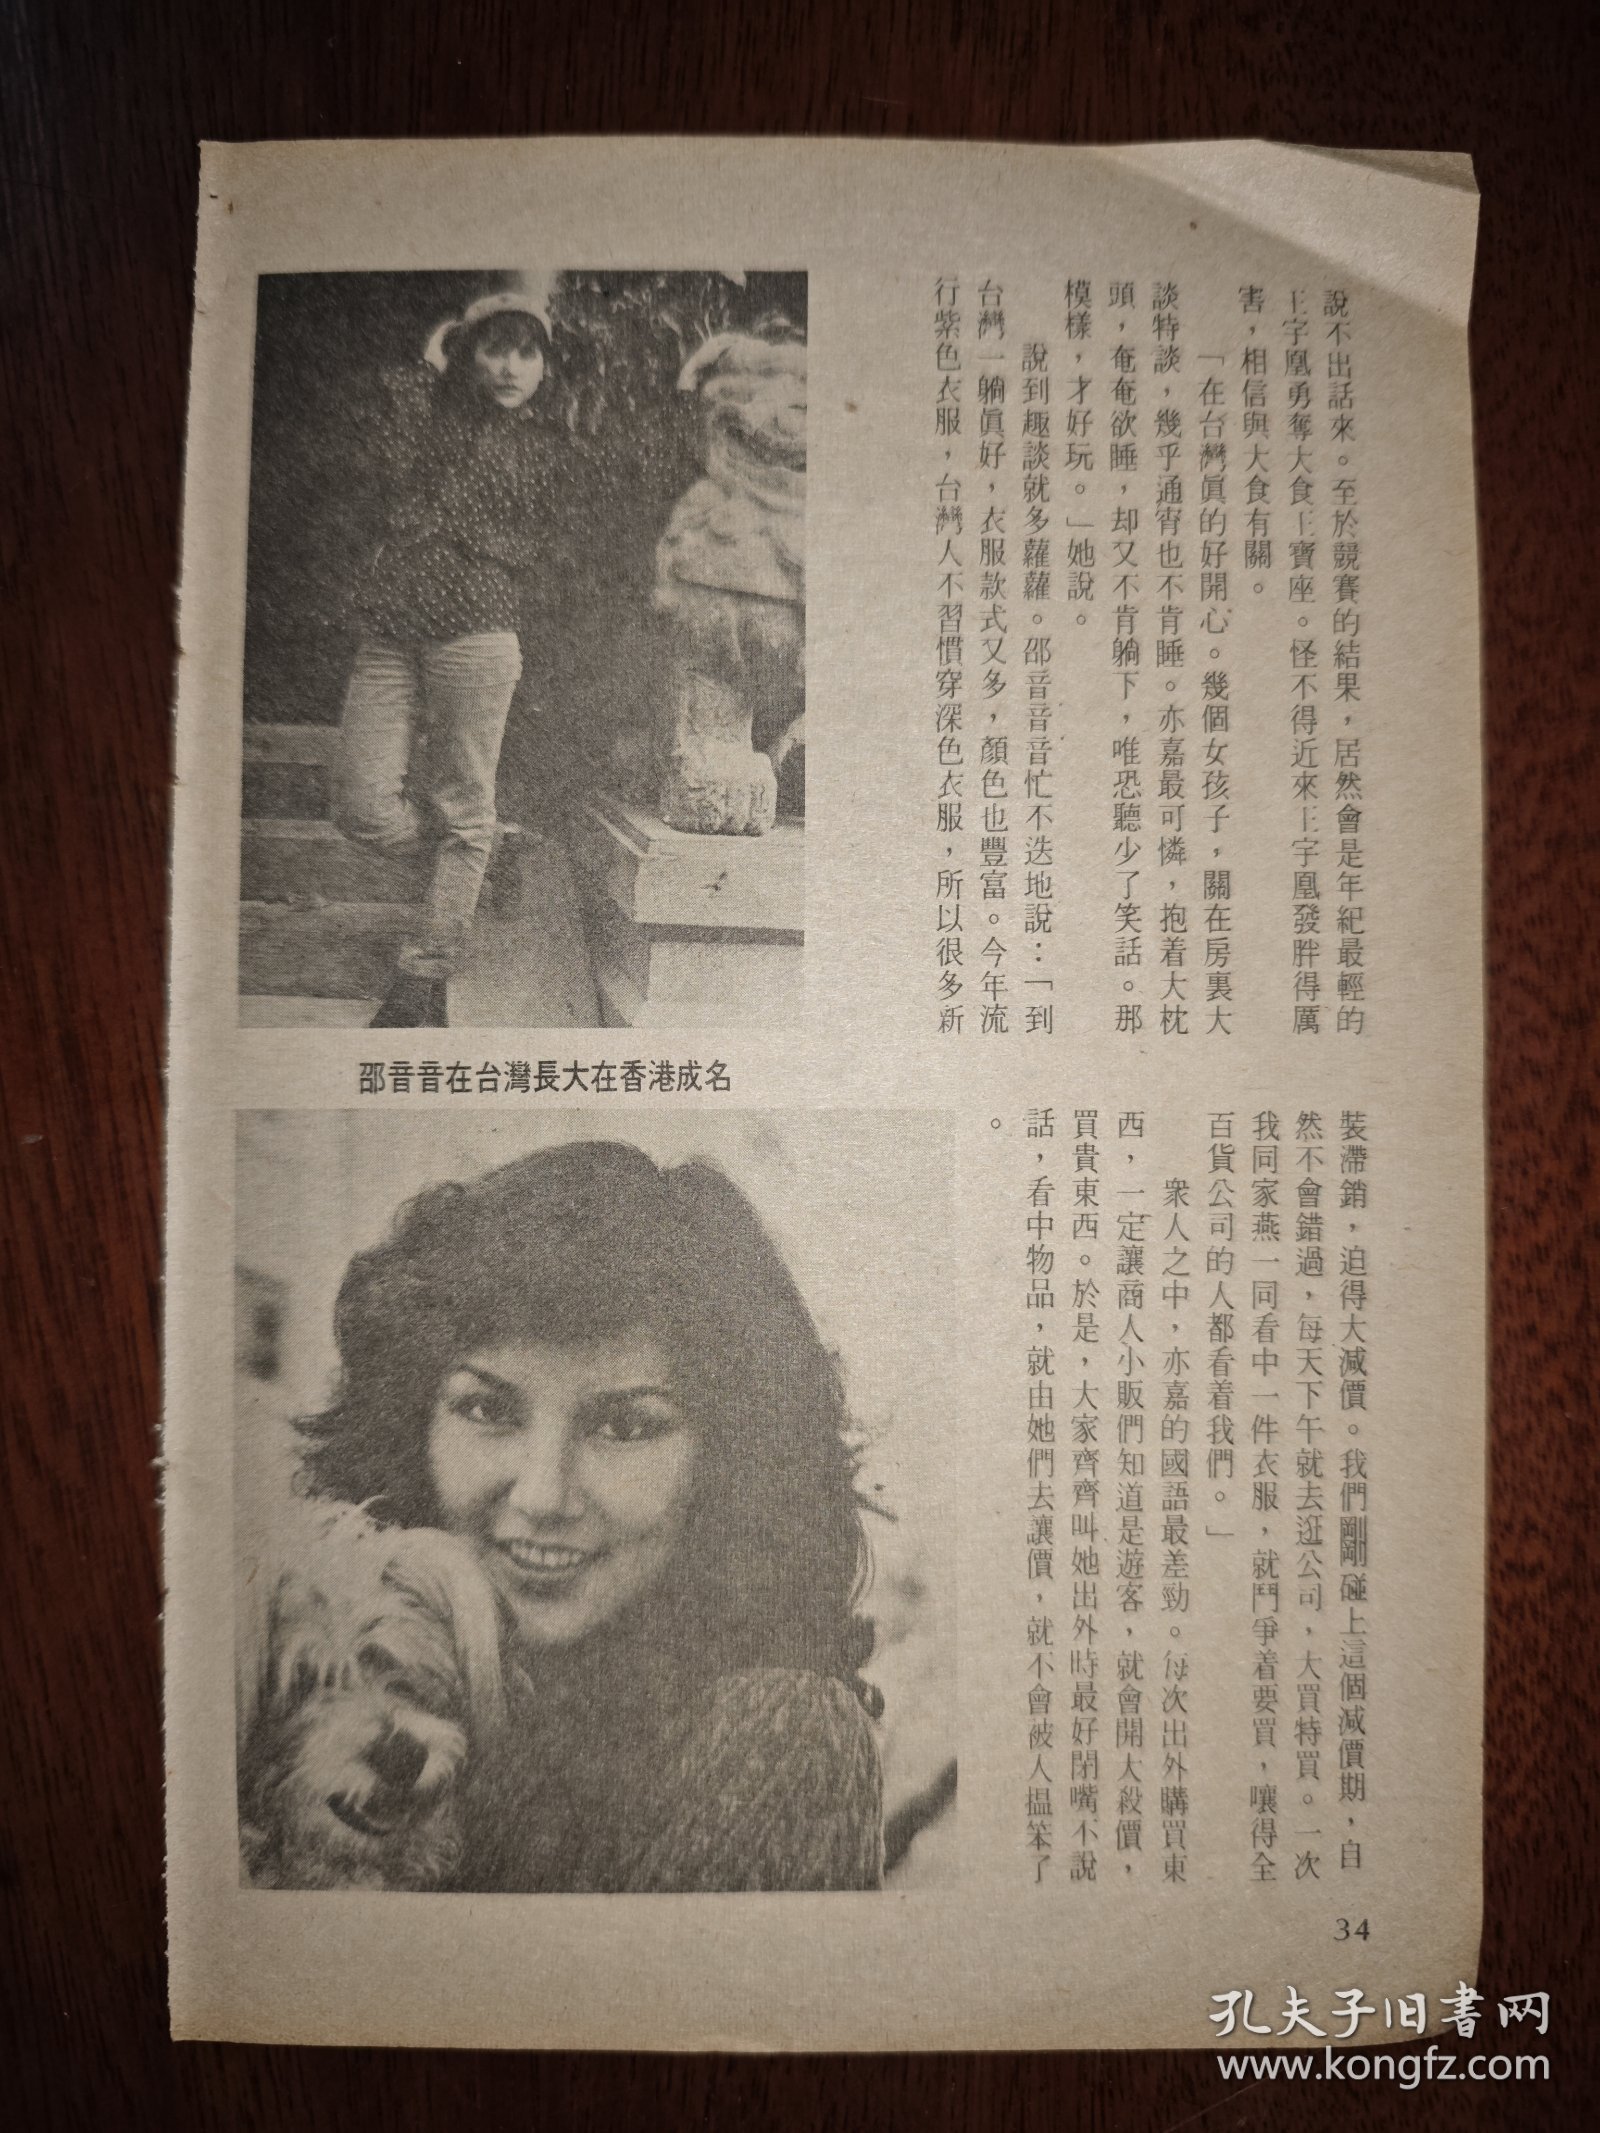 說不出話來。至於競賽的結果，居然會是年紀最輕的
王字凰勇奪大食王寶座。怪不得近來王字凰發胖得厲
害，相信與大食有關。
「在台灣眞的好開心。幾個女孩子，關在房裏大
談特談，幾乎通宵也不肯睡。亦嘉最可憐，抱着大枕
頭，奄奄欲睡，却又不肯躺下，唯恐聽少了笑話。那
模樣，才好玩。」她說。
說到趣談就多蘿蘿。邵音音忙不迭地說：「到
台灣一躺眞好，衣服款式又多，顏色也豐富。今年流
行紫色衣服，台灣人不習慣穿深色衣服，所以很多新
邵音音在台灣長大在香港成名
裝滯銷，迫得大減價。我們剛剛碰上這個減價期，自
然不會錯過，每天下午就去逛公司，大買特買。一次
我同家燕一同看中一件衣服，就鬥爭着要買，嚷得全
百貨公司的人都看着我們。」
衆人之中，亦嘉的國語最差勁。每次出外購買東
西，一定讓商人小販們知道是遊客，就會開大殺價，
買貴東西。於是，大家齊齊叫她出外時最好閉嘴不說
話，看中物品，就由她們去讓價，就不會被人搵笨了
。
34
孔夫子旧书网
www.kongfz.com